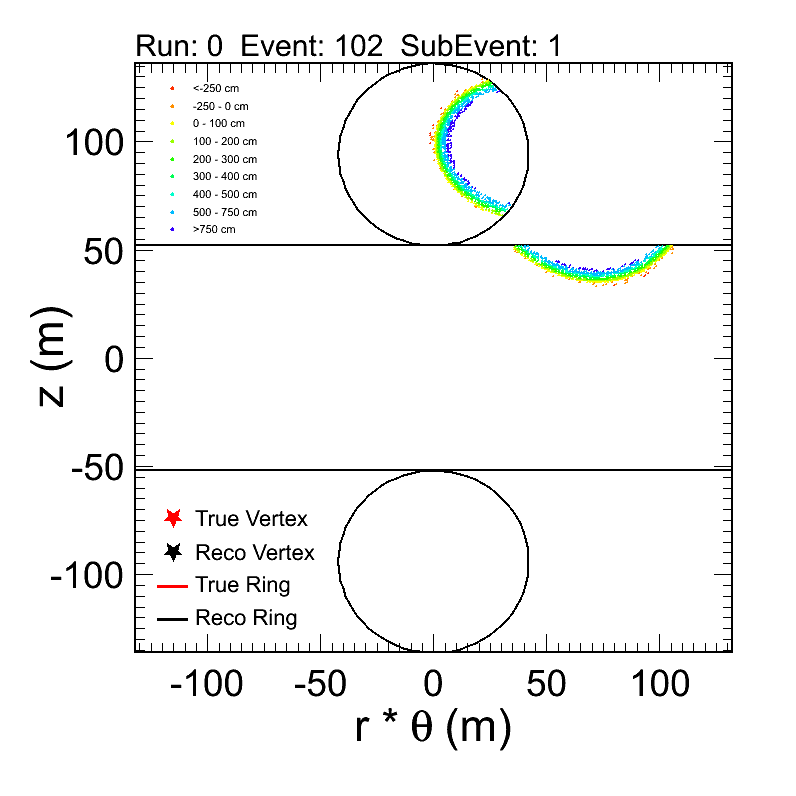 Run: 0  Event: 102  SubEvent: 1
<-250 cm
-250 - 0 cm
0 - 100 cm
100 - 200 cm
200 - 300 cm
300 - 400 cm
400 - 500 cm
500 - 750 cm
>750 cm
100
50
0
-50
-100
z (m)
True Vertex
Reco Vertex
True Ring
Reco Ring
-100 -50 0 50 100
r * θ (m)